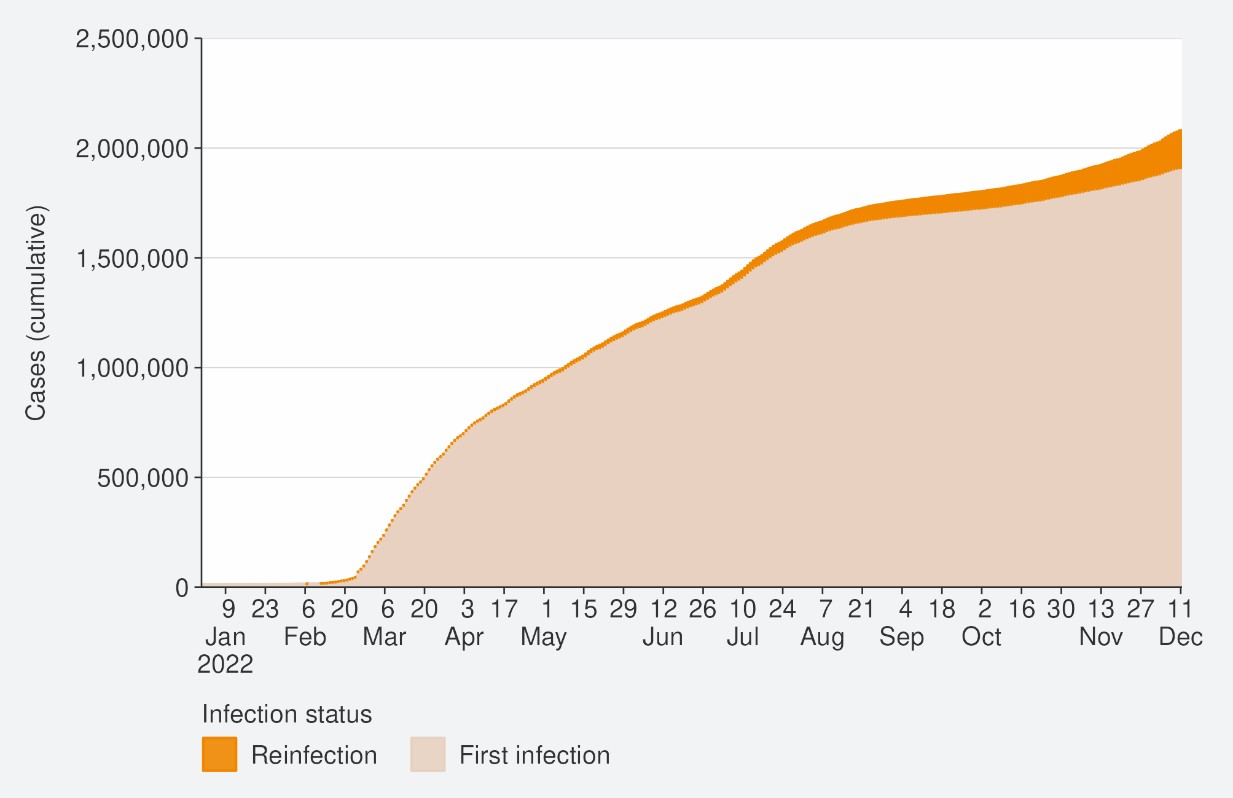 2,500,000
2,000,000
1,500,000
1,000,000
500,000
0
Cases (cumulative)
9 23 6 20 6 20 3 17 1 15 29 12 26 10 24 7 21 4 18 2 16 30 13 27 11
Jan Feb Mar Apr May Jun Jul Aug Sep Oct Nov Dec
2022
Infection status
Reinfection First infection